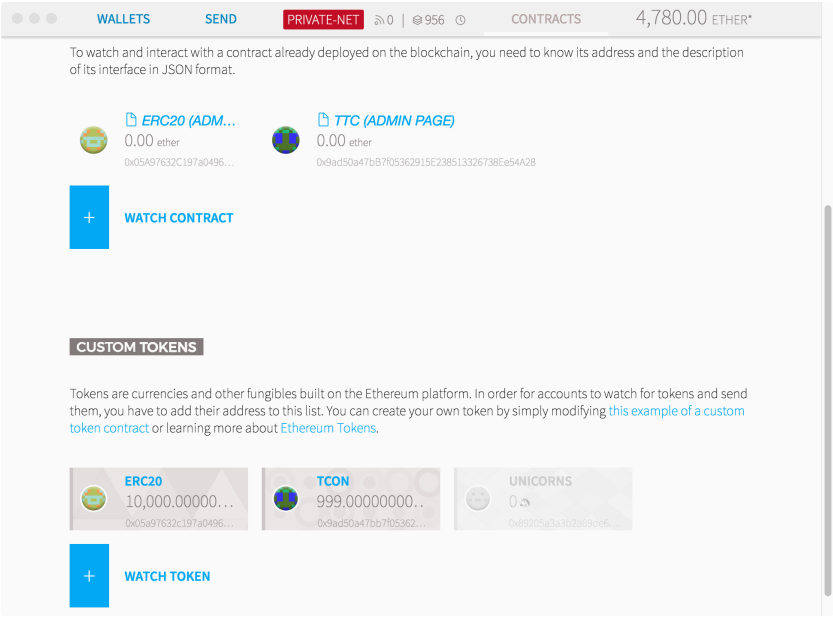 WALLETS SEND PRIVATE-NET 0 | 956 CONTRACTS 4,780.00 ETHER*
To watch and interact with a contract already deployed on the blockchain, you need to know its address and the description
of its interface in JSON format.
ERC20 (ADM...
0.00 ether
0x05A97632C197a0496...
TTC (ADMIN PAGE)
0.00 ether
0x9ad50a47bB7f05362915E238513326738Ee54A28
+ WATCH CONTRACT
CUSTOM TOKENS
Tokens are currencies and other fungibles built on the Ethereum platform. In order for accounts to watch for tokens and send
them, you have to add their address to this list. You can create your own token by simply modifying this example of a custom
token contract or learning more about Ethereum Tokens.
ERC20
10,000.00000...
0x05a97632c197a0496...
TCON
999.00000000..
0x9ad50a47bb7f05362...
UNICORNS
0
+ WATCH TOKEN